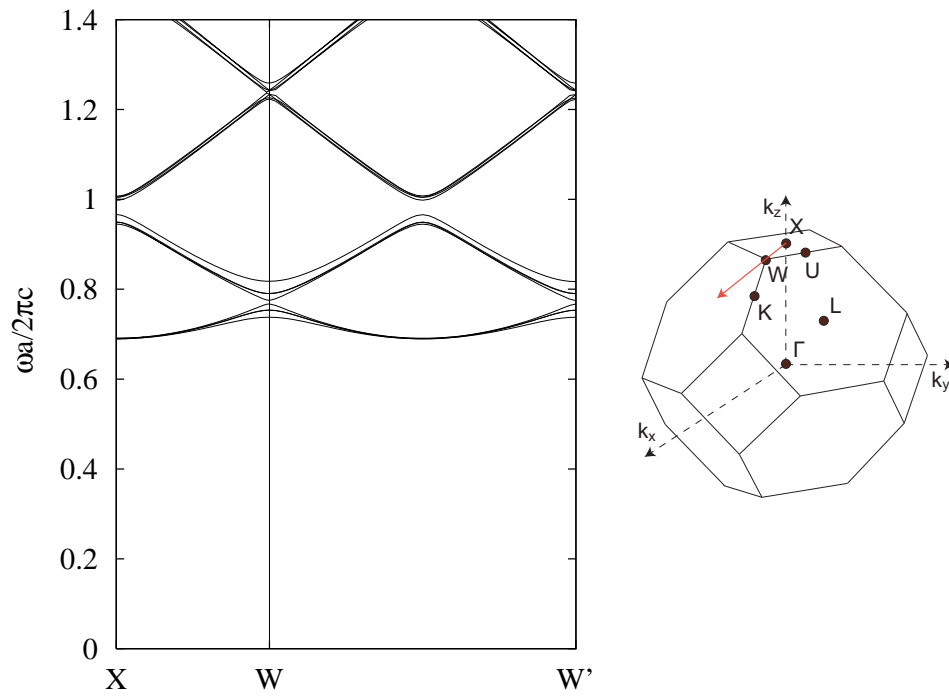 1.4
1.2
1
0.8
0.6
0.4
0.2
0
ωa/2πc
X
W
W'
k_z
X
W
U
K
L
Γ
k_y
k_x